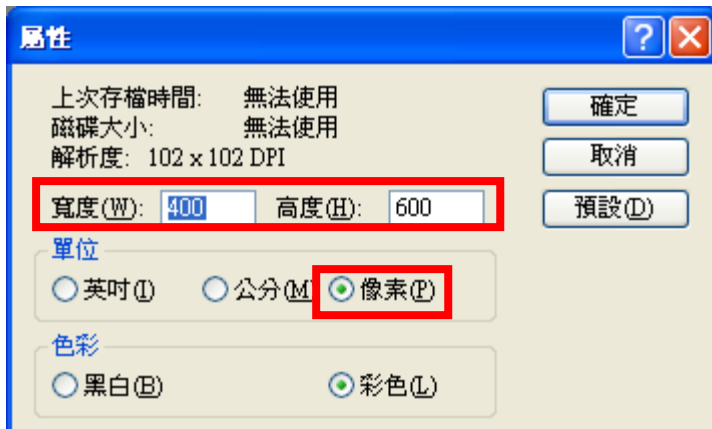 屬性
上次存檔時間: 無法使用
磁碟大小: 無法使用
解析度: 102 x 102 DPI
確定
取消
預設(D)
寬度(W): 400 高度(H): 600
單位
英吋(I) 公分(M 像素(P)
色彩
黑白(B) 彩色(L)